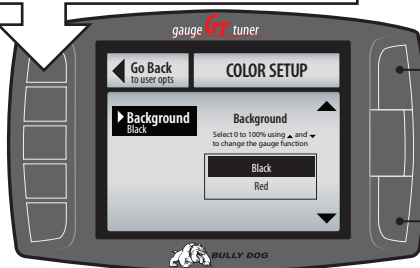 gauge GT tuner
Go Back
to user opts
COLOR SETUP
Background
Black
Background
Select 0 to 100% using ▲ and ▼
to change the gauge function
Black
Red
BULLY DOG